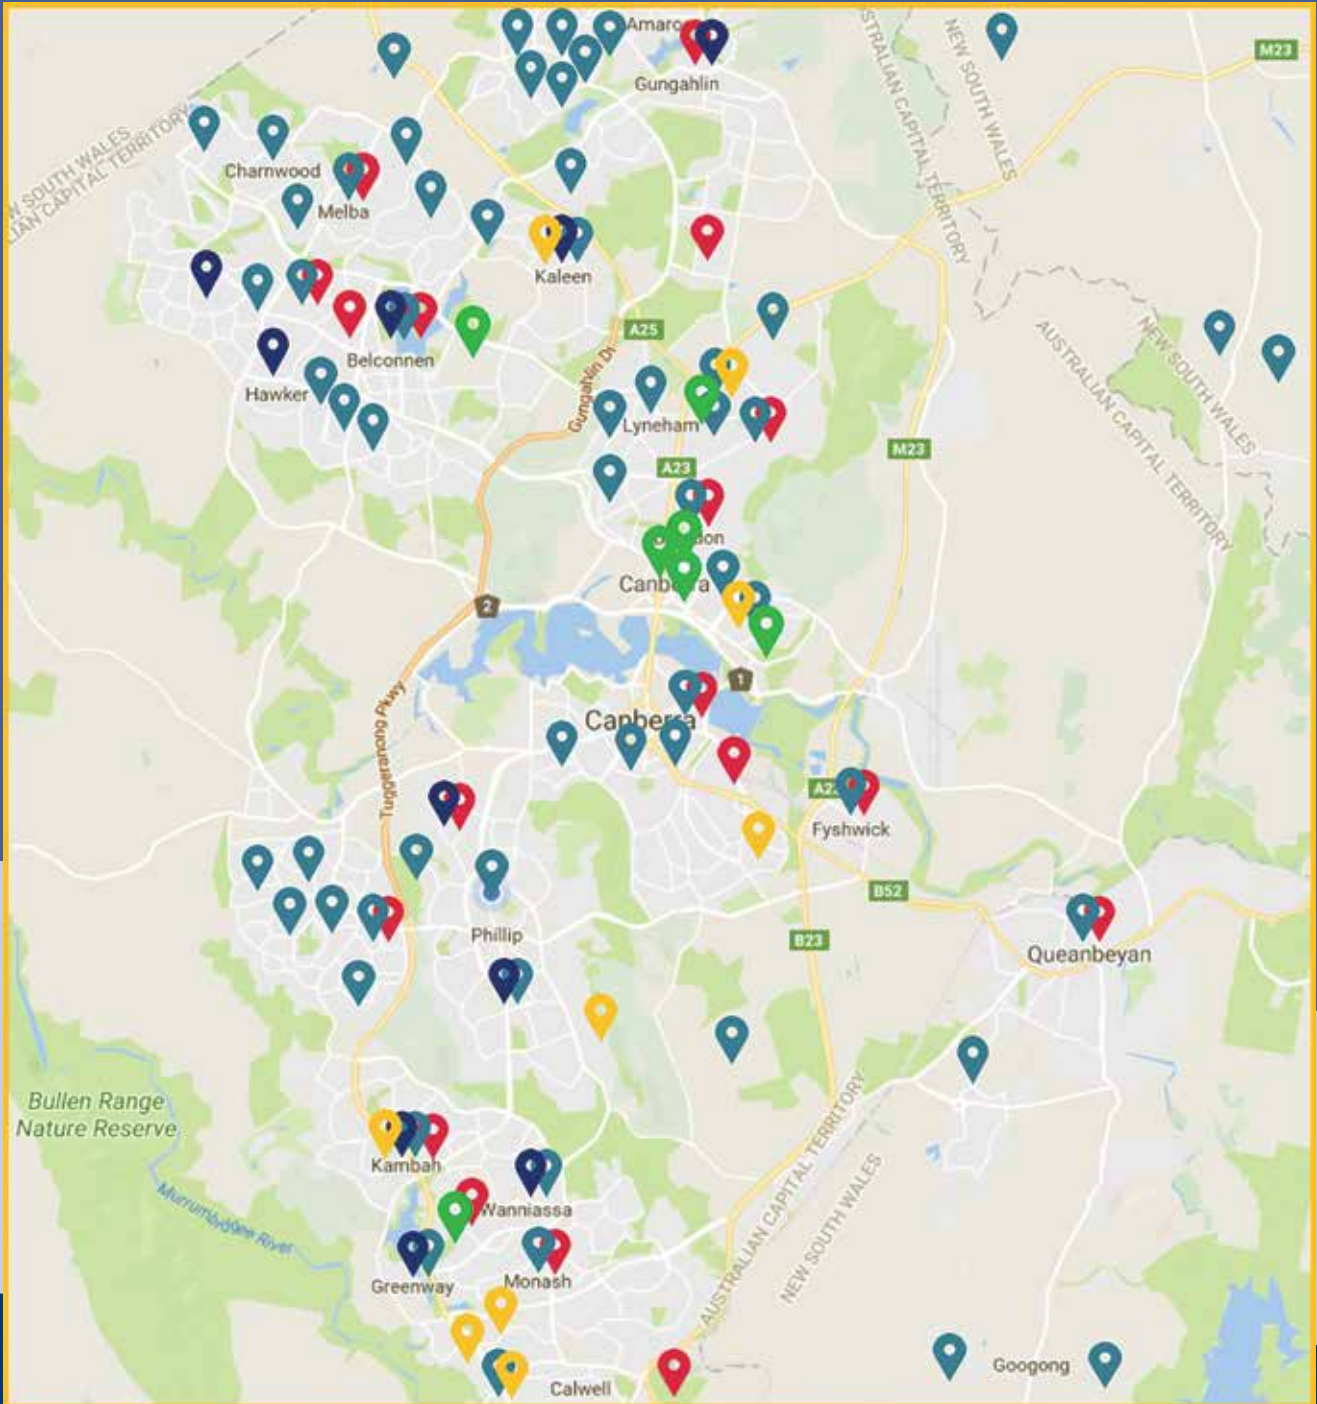 Amaroo
Gungahlin
M23
NEW SOUTH WALES
AUSTRALIAN CAPITAL TERRITORY
NEW SOUTH WALES
AUSTRALIAN CAPITAL TERRITORY
Charnwood
Melba
Kaleen
A25
Belconnen
Gungahlin Dr
Hawker
Lyneham
AUSTRALIAN CAPITAL TERRITORY
NEW SOUTH WALES
M23
A23
Canberra
2
1
Canberra
Tuggeranong Pkwy
Fyshwick
B52
Phillip
B23
Queanbeyan
Bullen Range
Nature Reserve
Kambah
Murrumbidgee River
Wanniassa
Greenway
Monash
AUSTRALIAN CAPITAL TERRITORY
NEW SOUTH WALES
Googong
Calwell